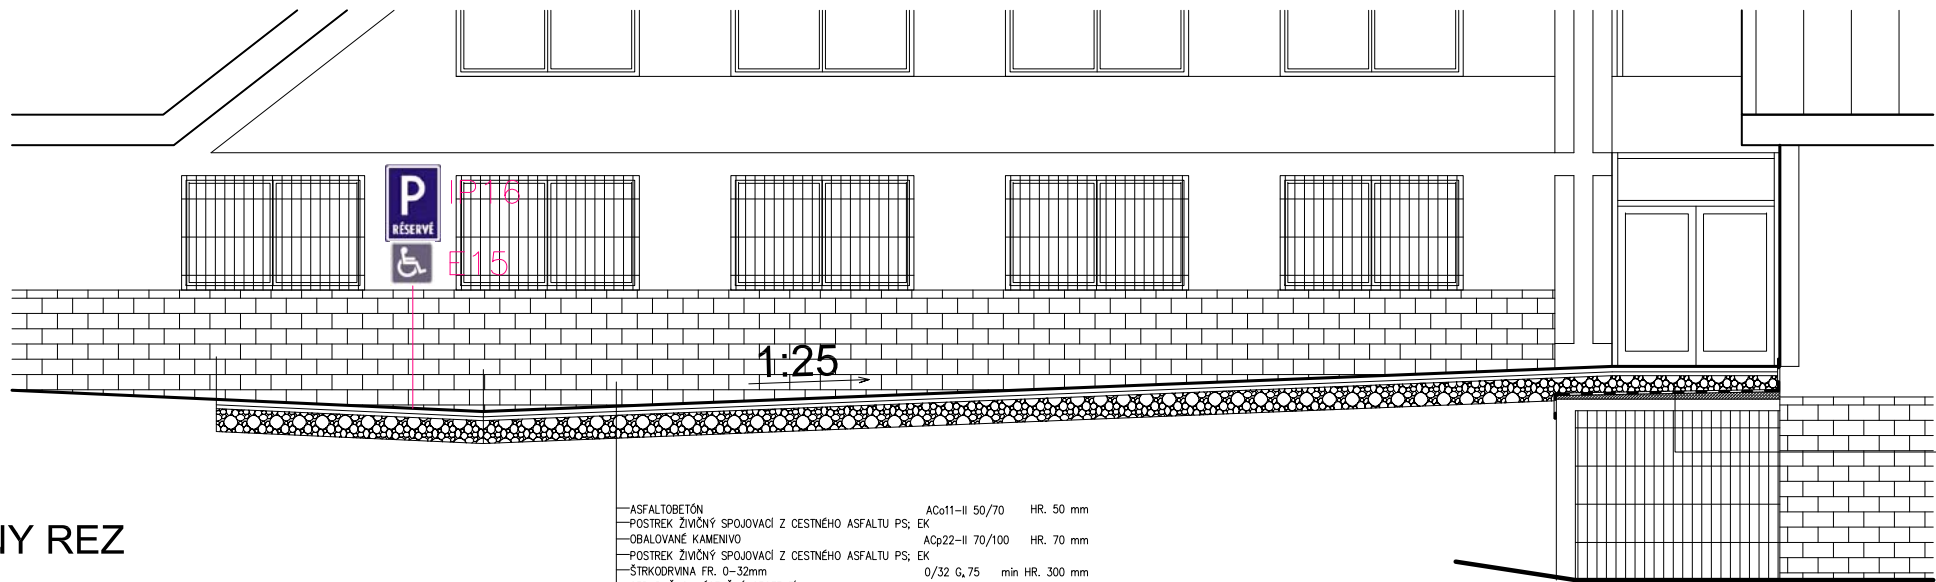 P
RÉSERVÉ
IP16
E15
1:25
NY REZ
ASFALTOBETÓN ACo11-II 50/70 HR. 50 mm
POSTREK ŽIVIČNÝ SPOJOVACÍ Z CESTNÉHO ASFALTU PS; EK
OBALOVANÉ KAMENIVO ACp22-II 70/100 HR. 70 mm
POSTREK ŽIVIČNÝ SPOJOVACÍ Z CESTNÉHO ASFALTU PS; EK
ŠTRKODRVINA FR. 0-32mm 0/32 GA 75 min HR. 300 mm